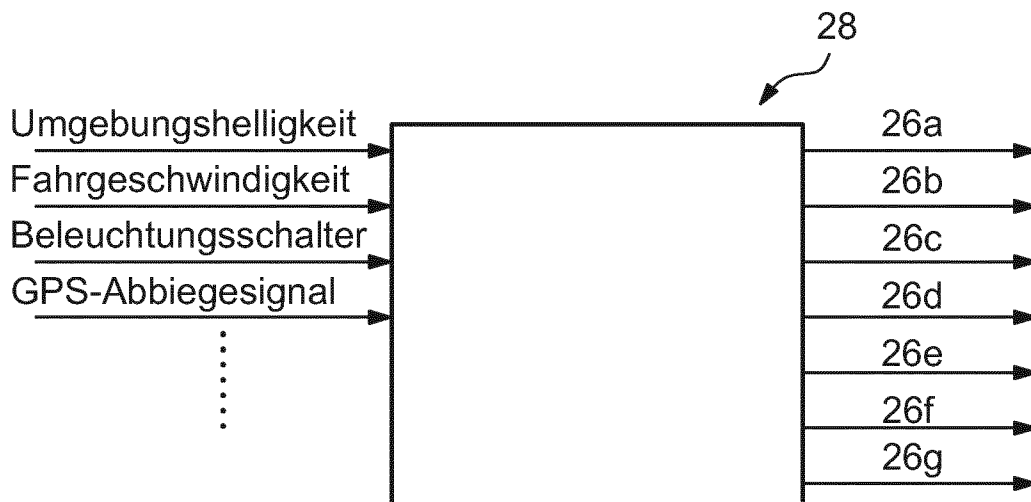 28
Umgebungshelligkeit
Fahrgeschwindigkeit
Beleuchtungsschalter
GPS-Abbiegesignal
26a
26b
26c
26d
26e
26f
26g